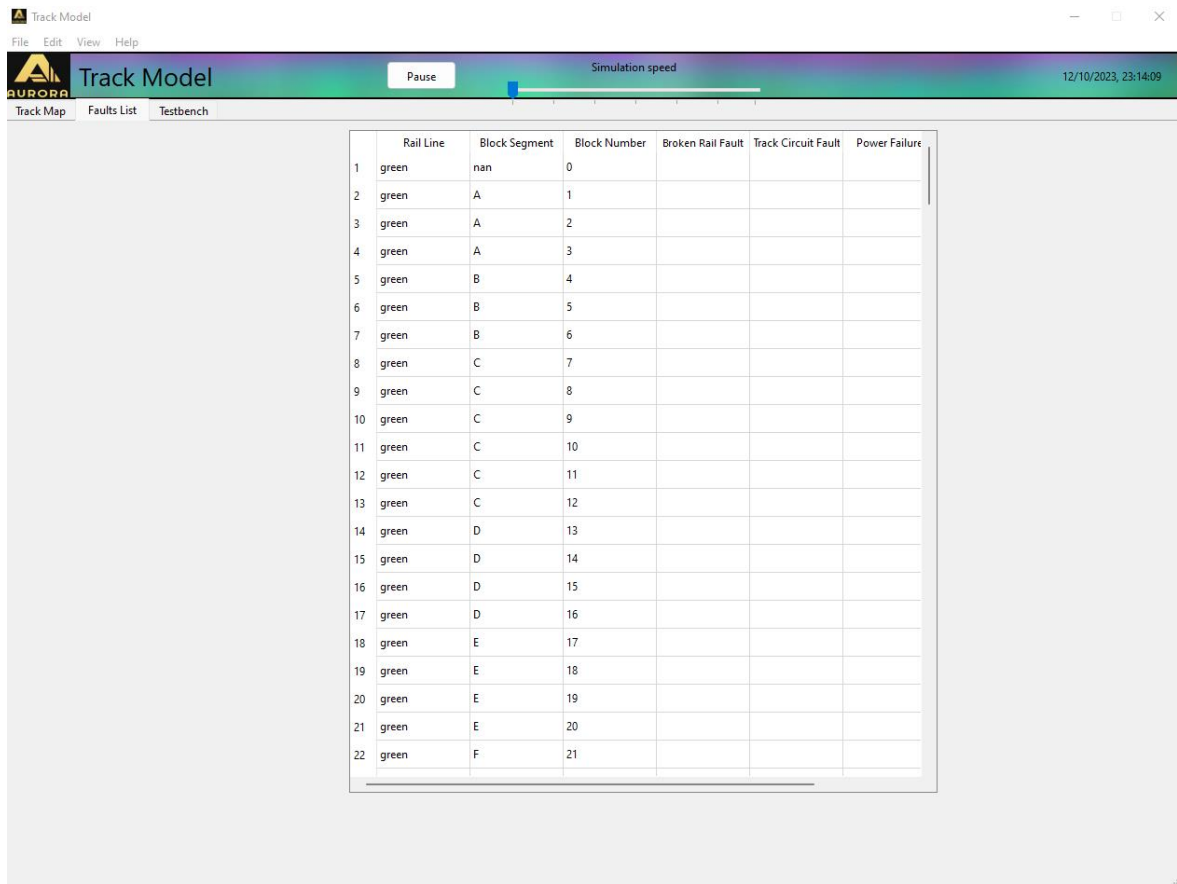 Track Model
File Edit View Help
AURORA
Track Model
Pause
Simulation speed
12/10/2023, 23:14:09
Track Map Faults List Testbench
Rail Line Block Segment Block Number Broken Rail Fault Track Circuit Fault Power Failure
1 green nan 0
2 green A 1
3 green A 2
4 green A 3
5 green B 4
6 green B 5
7 green B 6
8 green C 7
9 green C 8
10 green C 9
11 green C 10
12 green C 11
13 green C 12
14 green D 13
15 green D 14
16 green D 15
17 green D 16
18 green E 17
19 green E 18
20 green E 19
21 green E 20
22 green F 21